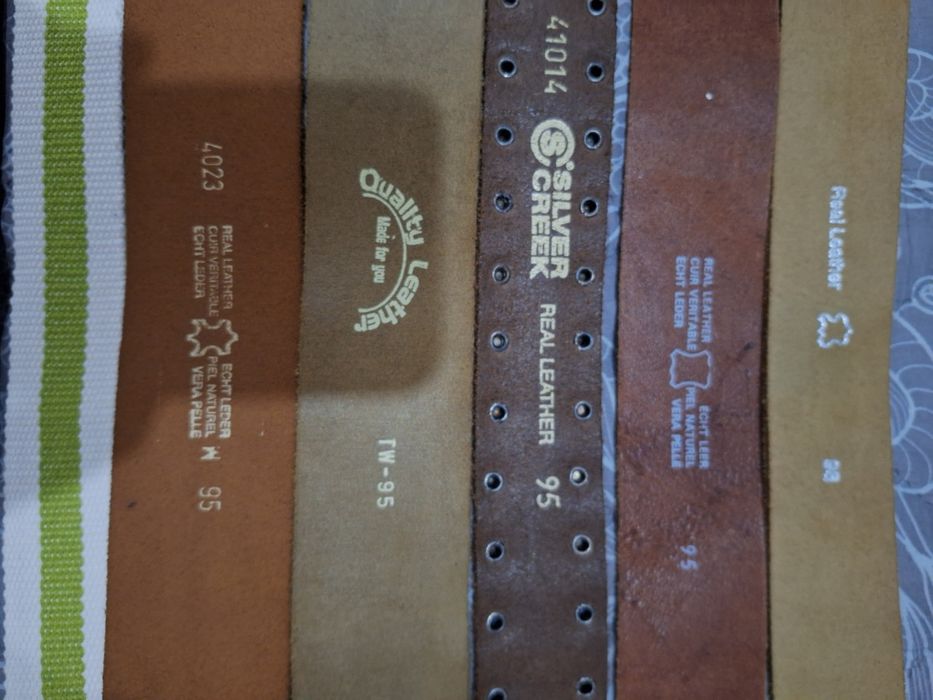 4023
REAL LEATHER
CUIR VERITABLE
ECHT LEDER
ECHT LEDER
PIEL NATUREL
VERA PELLE
M
95
Quality Leather
Made for you
TW-95
41014
SILVER
CREEK
REAL LEATHER
95
REAL LEATHER
CUIR VERITABLE
ECHT LEDER
ECHT LEER
PIEL NATUREL
VERA PELLE
95
Real Leather